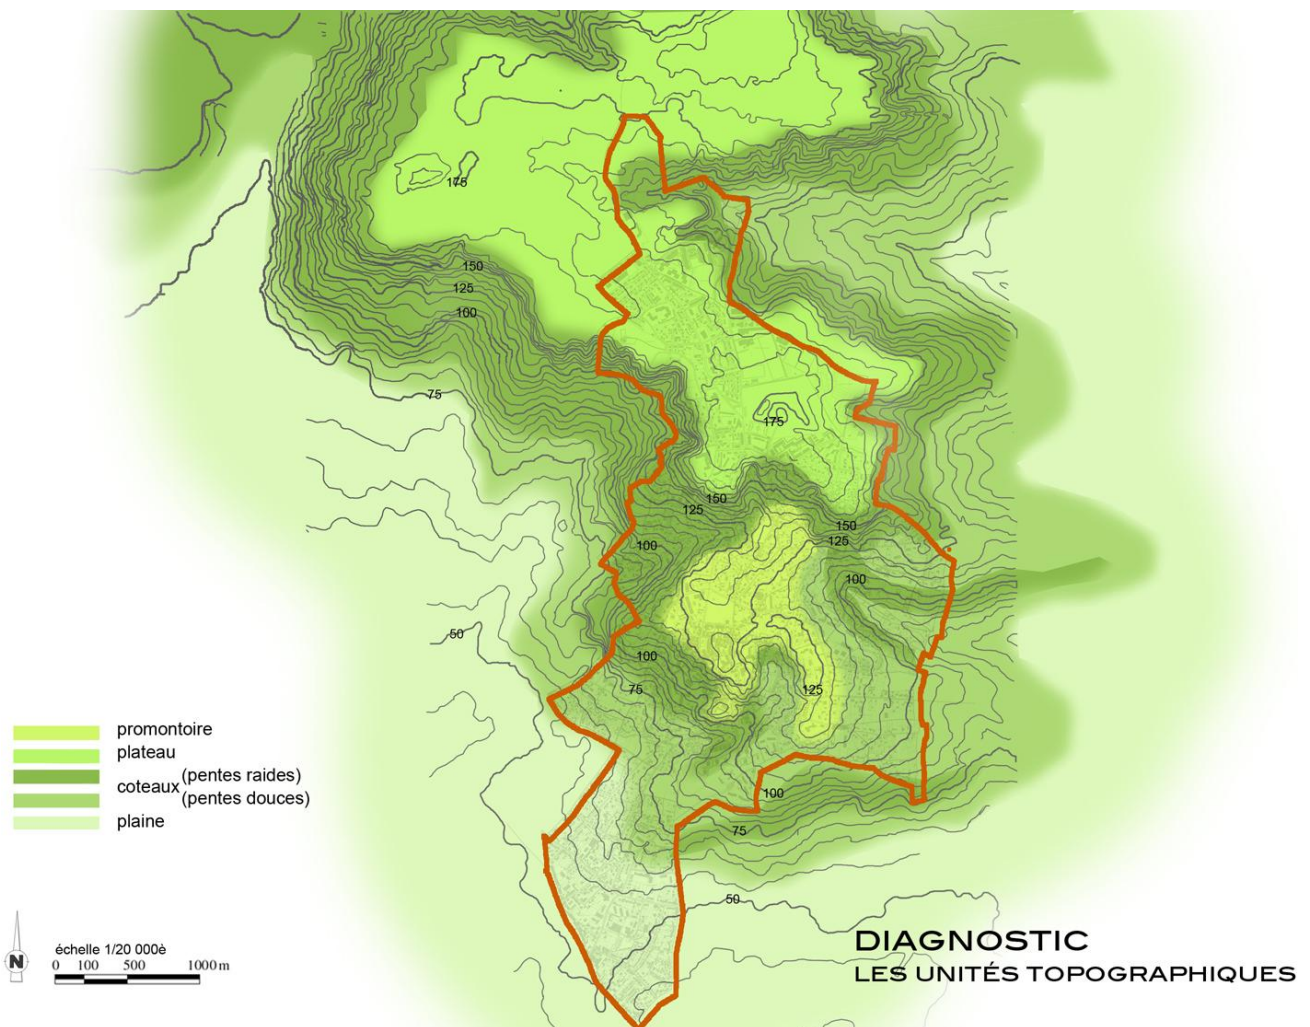 175
150
125
100
75
175
150
125
150
125
100
100
50
100
75
125
promontoire
plateau
(pentes raides)
coteaux
(pentes douces)
plaine
100
75
50
DIAGNOSTIC
LES UNITÉS TOPOGRAPHIQUES
N
échelle 1/20 000è
0 100 500 1000 m